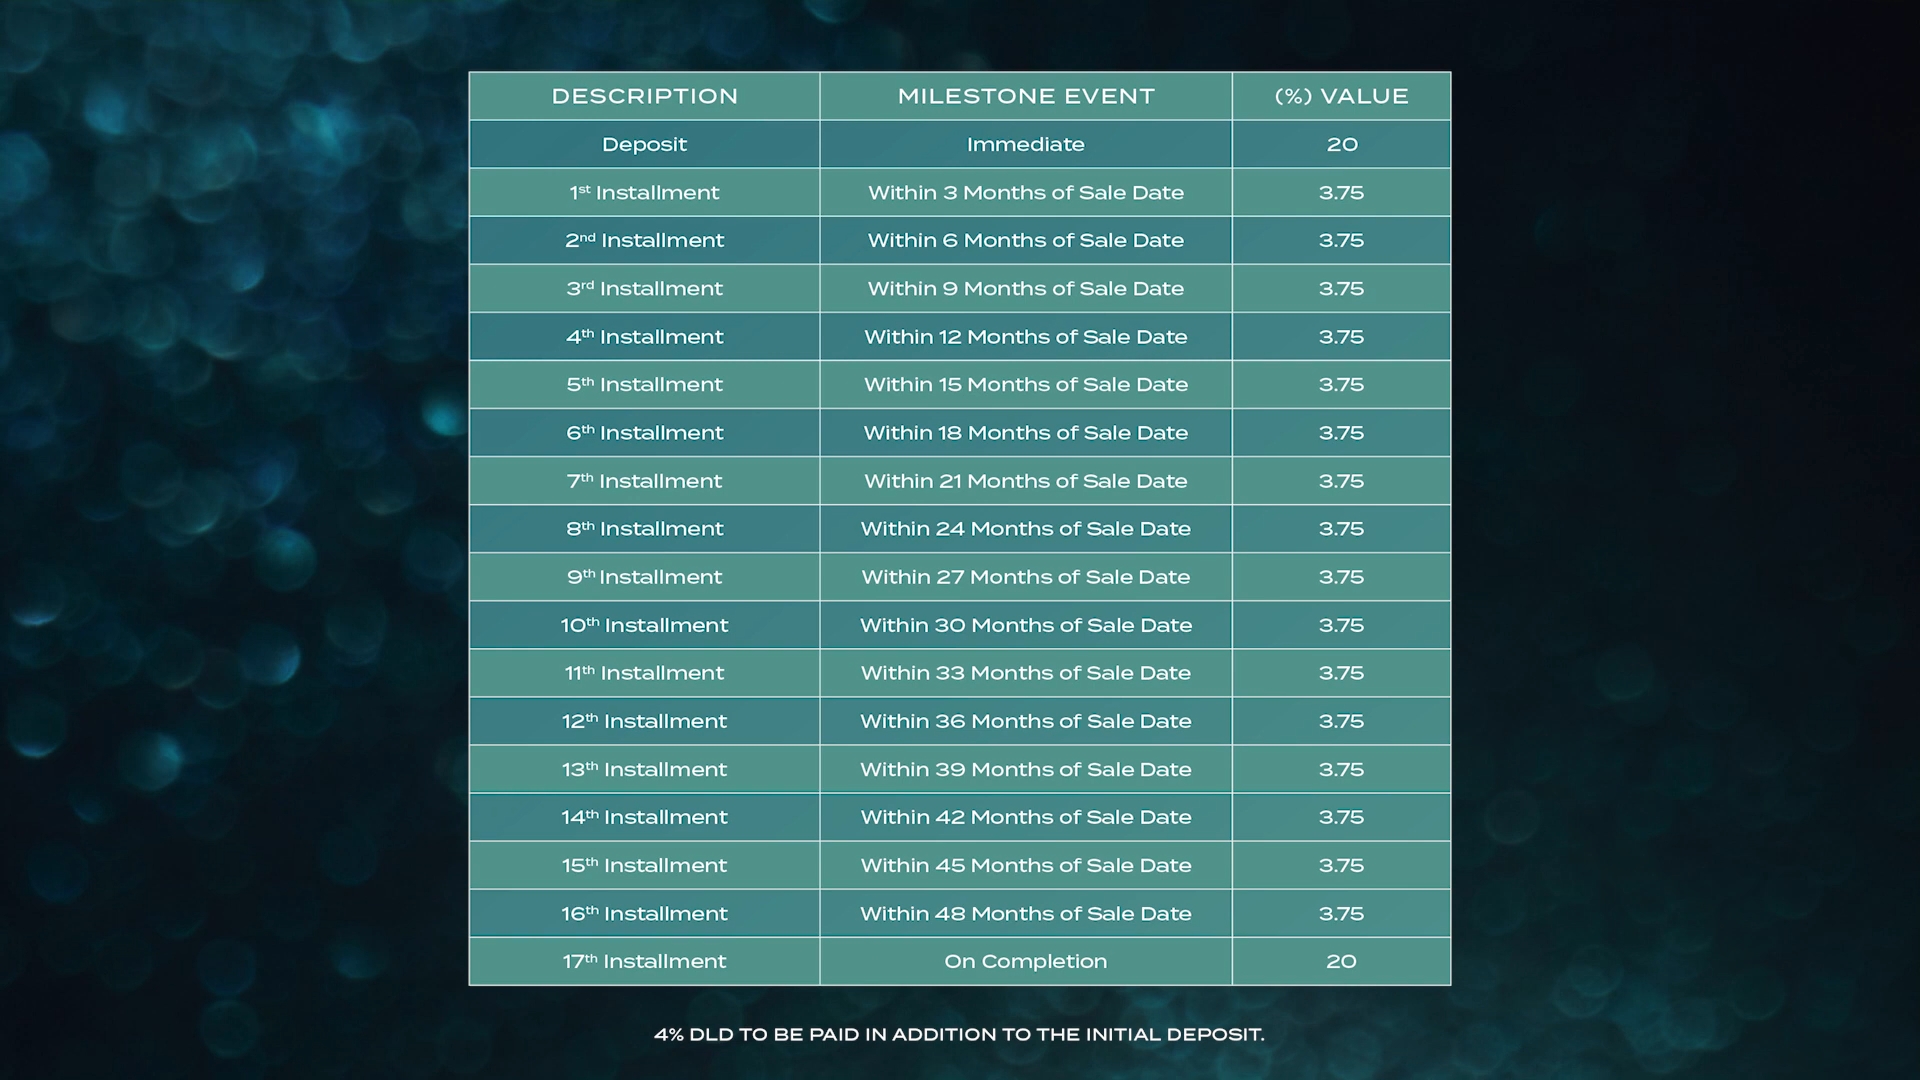 DESCRIPTION MILESTONE EVENT (%) VALUE
Deposit Immediate 20
1st Installment Within 3 Months of Sale Date 3.75
2nd Installment Within 6 Months of Sale Date 3.75
3rd Installment Within 9 Months of Sale Date 3.75
4th Installment Within 12 Months of Sale Date 3.75
5th Installment Within 15 Months of Sale Date 3.75
6th Installment Within 18 Months of Sale Date 3.75
7th Installment Within 21 Months of Sale Date 3.75
8th Installment Within 24 Months of Sale Date 3.75
9th Installment Within 27 Months of Sale Date 3.75
10th Installment Within 30 Months of Sale Date 3.75
11th Installment Within 33 Months of Sale Date 3.75
12th Installment Within 36 Months of Sale Date 3.75
13th Installment Within 39 Months of Sale Date 3.75
14th Installment Within 42 Months of Sale Date 3.75
15th Installment Within 45 Months of Sale Date 3.75
16th Installment Within 48 Months of Sale Date 3.75
17th Installment On Completion 20
4% DLD TO BE PAID IN ADDITION TO THE INITIAL DEPOSIT.